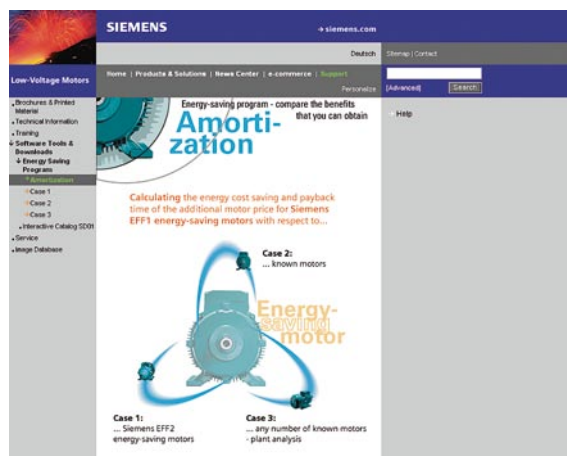 SIEMENS
→ siemens.com
Deutsch
Sitemap | Contact
Low-Voltage Motors
Home | Products & Solutions | News Center | e-commerce | Support
Personalize
[Advanced]
Search
Brochures & Printed
Material
Technical Information
Training
Software Tools &
Downloads
Energy Saving
Program
Amortization
Case 1
Case 2
Case 3
Interactive Catalog SD01
Service
Image Database
Help
Energy-saving program - compare the benefits
that you can obtain
Amorti-
zation
Calculating the energy cost saving and payback
time of the additional motor price for Siemens
EFF1 energy-saving motors with respect to...
Case 2:
... known motors
Energy-
saving
motor
Case 1:
... Siemens EFF2
energy-saving motors
Case 3:
... any number of known motors
- plant analysis